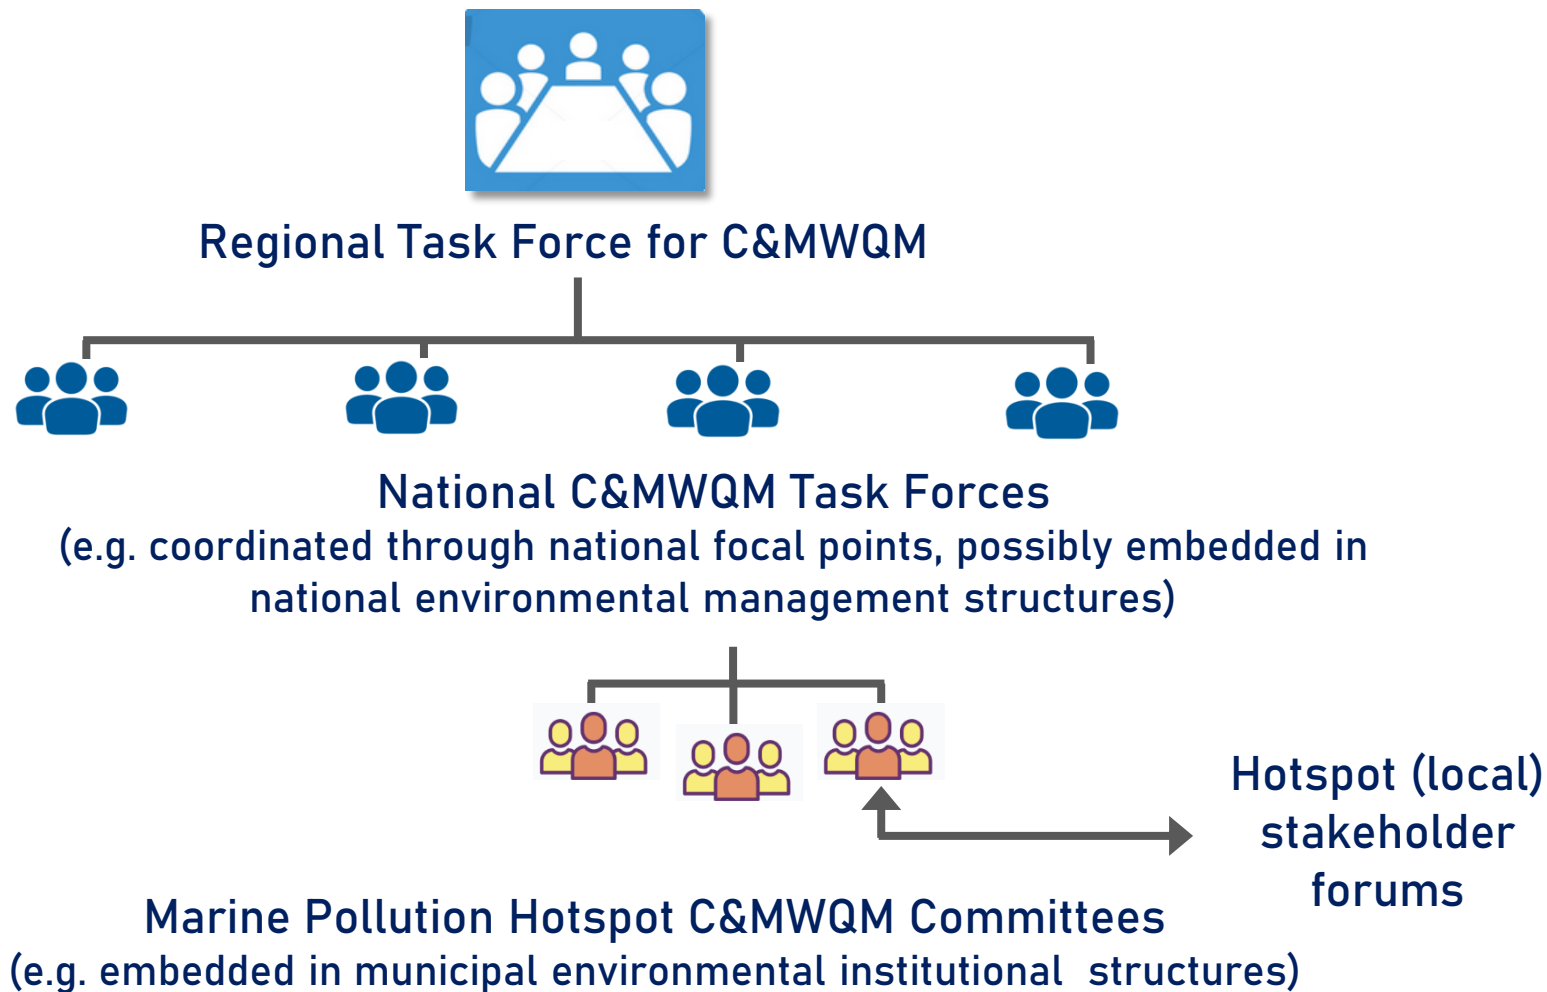 Regional Task Force for C&MWQM
National C&MWQM Task Forces
(e.g. coordinated through national focal points, possibly embedded in
national environmental management structures)
Hotspot (local)
stakeholder
forums
Marine Pollution Hotspot C&MWQM Committees
(e.g. embedded in municipal environmental institutional structures)